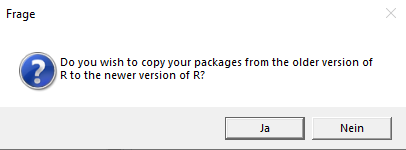 Frage
Do you wish to copy your packages from the older version of
R to the newer version of R?
Ja
Nein